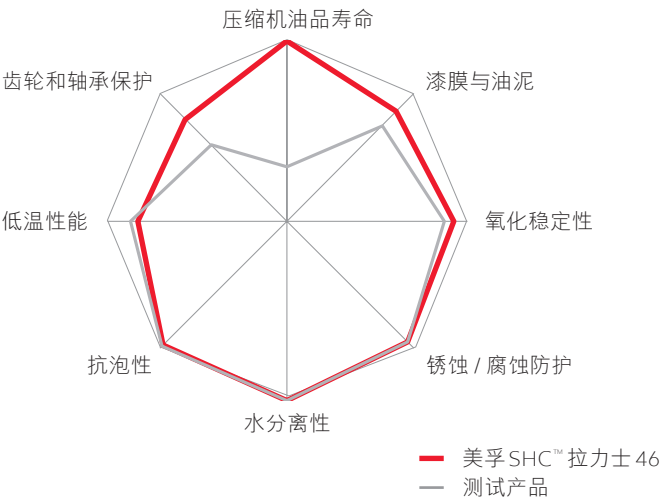 压缩机油品寿命
齿轮和轴承保护
漆膜与油泥
低温性能
氧化稳定性
抗泡性
锈蚀 / 腐蚀防护
水分离性
美孚 SHC™ 拉力士 46
测试产品